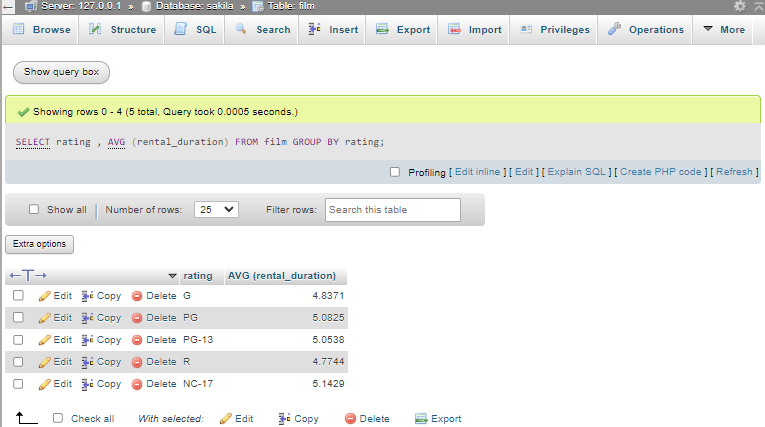 Server: 127.0.0.1 » Database: sakila » Table: film
Browse Structure SQL Search Insert Export Import Privileges Operations More
Show query box
Showing rows 0 - 4 (5 total, Query took 0.0005 seconds.)
SELECT rating , AVG (rental_duration) FROM film GROUP BY rating;
Profiling [ Edit inline ] [ Edit ] [ Explain SQL ] [ Create PHP code ] [ Refresh ]
Show all Number of rows: 25 Filter rows: Search this table
Extra options
rating AVG (rental_duration)
Edit Copy Delete G 4.8371
Edit Copy Delete PG 5.0825
Edit Copy Delete PG-13 5.0538
Edit Copy Delete R 4.7744
Edit Copy Delete NC-17 5.1429
Check all With selected: Edit Copy Delete Export